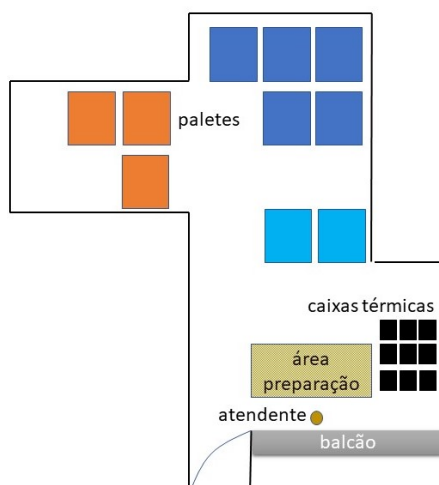 paletes
caixas térmicas
área
preparação
atendente
balcão